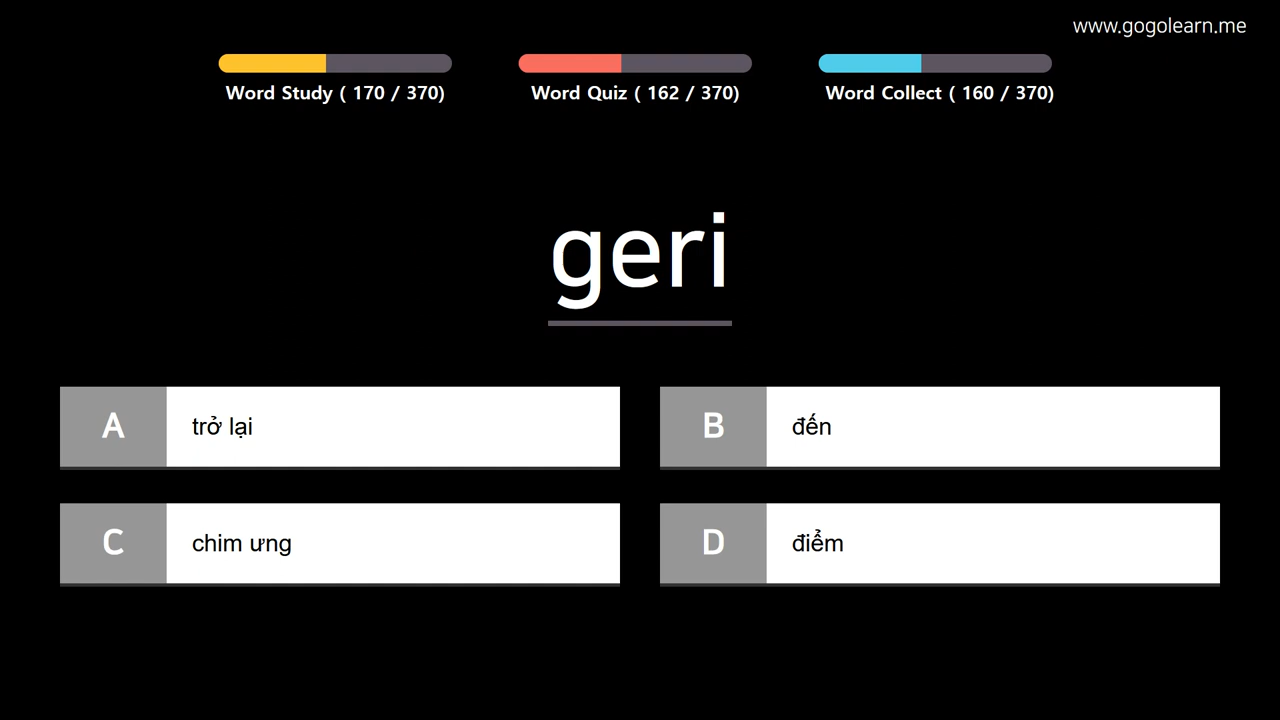 www.gogolearn.me
Word Study ( 170 / 370)
Word Quiz ( 162 / 370)
Word Collect ( 160 / 370)
geri
A
trở lại
B
đến
C
chim ưng
D
điểm